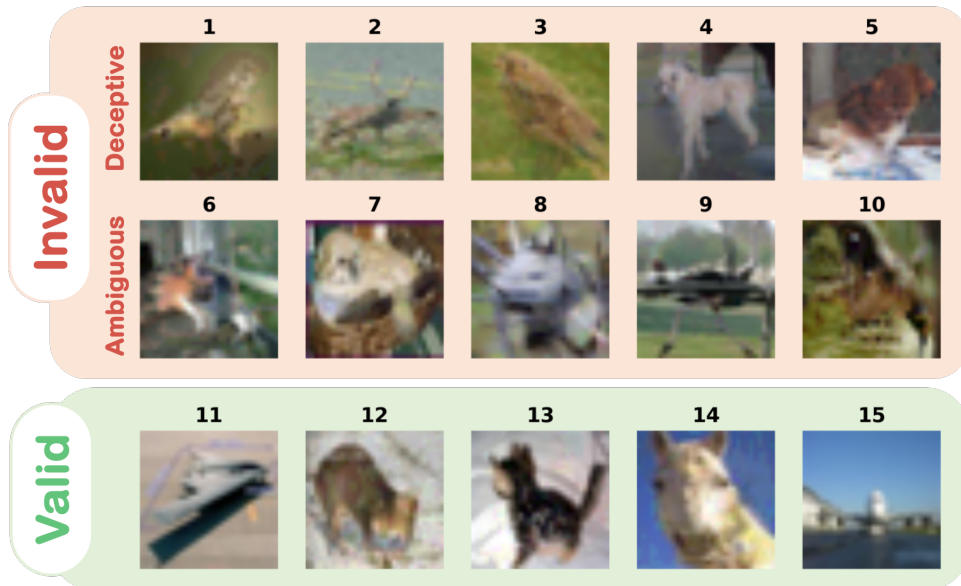 Invalid
Deceptive
1 2 3 4 5
Ambiguous
6 7 8 9 10
Valid
11 12 13 14 15